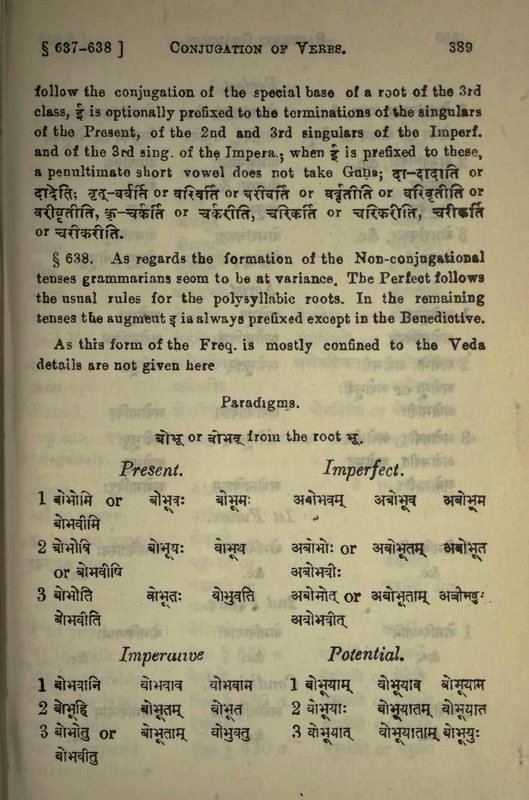 § 637-638 ] CONJUGATION OF VERBS. 389
follow the conjugation of the special base of a root of the 3rd
class, ई is optionally prefixed to the terminations of the singulars
of the Present, of the 2nd and 3rd singulars of the Imperf.
and of the 3rd sing. of the Impera.; when ई is prefixed to these,
a penultimate short vowel does not take Guṇa; दा-दादाति or
दादेति; वृत्-वर्वर्ति or वरिवर्ति or वरीवर्ति or वर्वृतीति or वरिवृतीति or
वरीवृतीति, कृ-चर्कर्ति or चर्करीति, चरिकर्ति or चरिकरीति, चरीकर्ति
or चरीकरीति.
§ 638. As regards the formation of the Non-conjugational
tenses grammarians seem to be at variance. The Perfect follows
the usual rules for the polysyllabic roots. In the remaining
tenses the augment इ is always prefixed except in the Benedictive.
As this form of the Freq. is mostly confined to the Veda
details are not given here
Paradigms.
बोभू or बोभव् from the root भू.
Present. Imperfect.
1 बोभोमि or बोभूवः बोभूमः अबोभवम् अबोभूव अबोभूम
बोभवीमि
2 बोभोषि बोभूथः बोभूथ अबोभोः or अबोभूतम् अबोभूत
or बोभवीषि अबोभवीः
3 बोभोति बोभूतः बोभुवति अबोभोत् or अबोभूताम् अबोभवुः
बोभवीति अबोभवीत्
Imperative Potential.
1 बोभवानि बोभवाव बोभवाम 1 बोभूयाम् बोभूयाव बोभूयाम
2 बोभूहि बोभूतम् बोभूत 2 बोभूयाः बोभूयातम् बोभूयात
3 बोभोतु or बोभूताम् बोभुवतु 3 बोभूयात् बोभूयाताम् बोभूयुः
बोभवीतु